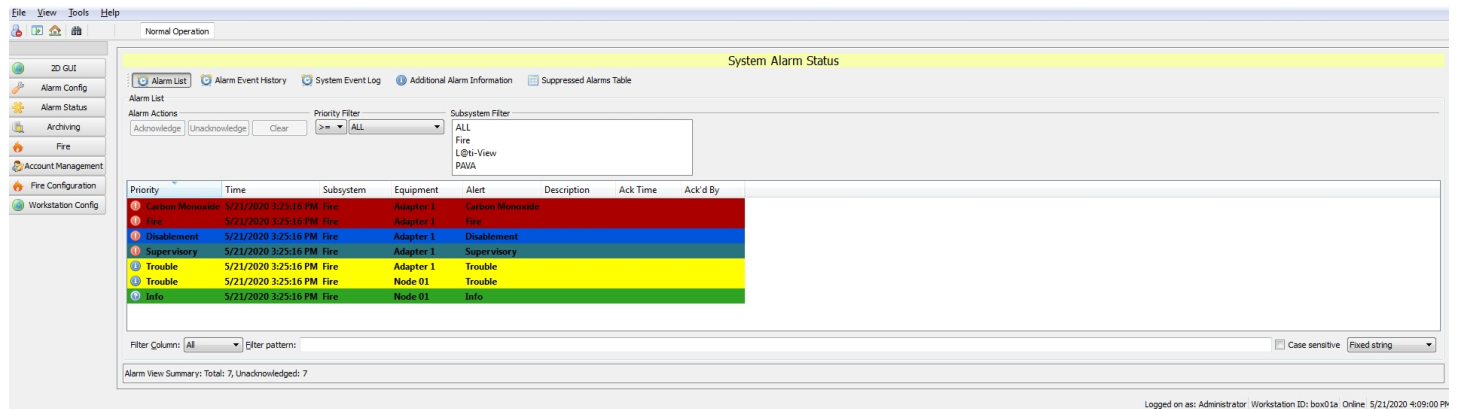 File View Tools Help
Normal Operation
System Alarm Status
2D GUI
Alarm Config
Alarm Status
Archiving
Fire
Account Management
Fire Configuration
Workstation Config
Alarm List Alarm Event History System Event Log Additional Alarm Information Suppressed Alarms Table
Alarm List
Alarm Actions Priority Filter Subsystem Filter
Acknowledge Unacknowledge Clear >= ALL
ALL
Fire
L@ti-View
PAVA
Priority Time Subsystem Equipment Alert Description Ack Time Ack'd By
Carbon Monoxide 5/21/2020 3:25:16 PM Fire Adapter 1 Carbon Monoxide
Fire 5/21/2020 3:25:16 PM Fire Adapter 1 Fire
Disablement 5/21/2020 3:25:16 PM Fire Adapter 1 Disablement
Supervisory 5/21/2020 3:25:16 PM Fire Adapter 1 Supervisory
Trouble 5/21/2020 3:25:16 PM Fire Adapter 1 Trouble
Trouble 5/21/2020 3:25:16 PM Fire Node 01 Trouble
Info 5/21/2020 3:25:16 PM Fire Node 01 Info
Filter Column: All Filter pattern: Case sensitive Fixed string
Alarm View Summary: Total: 7, Unacknowledged: 7
Logged on as: Administrator Workstation ID: box01a Online 5/21/2020 4:09:00 PM